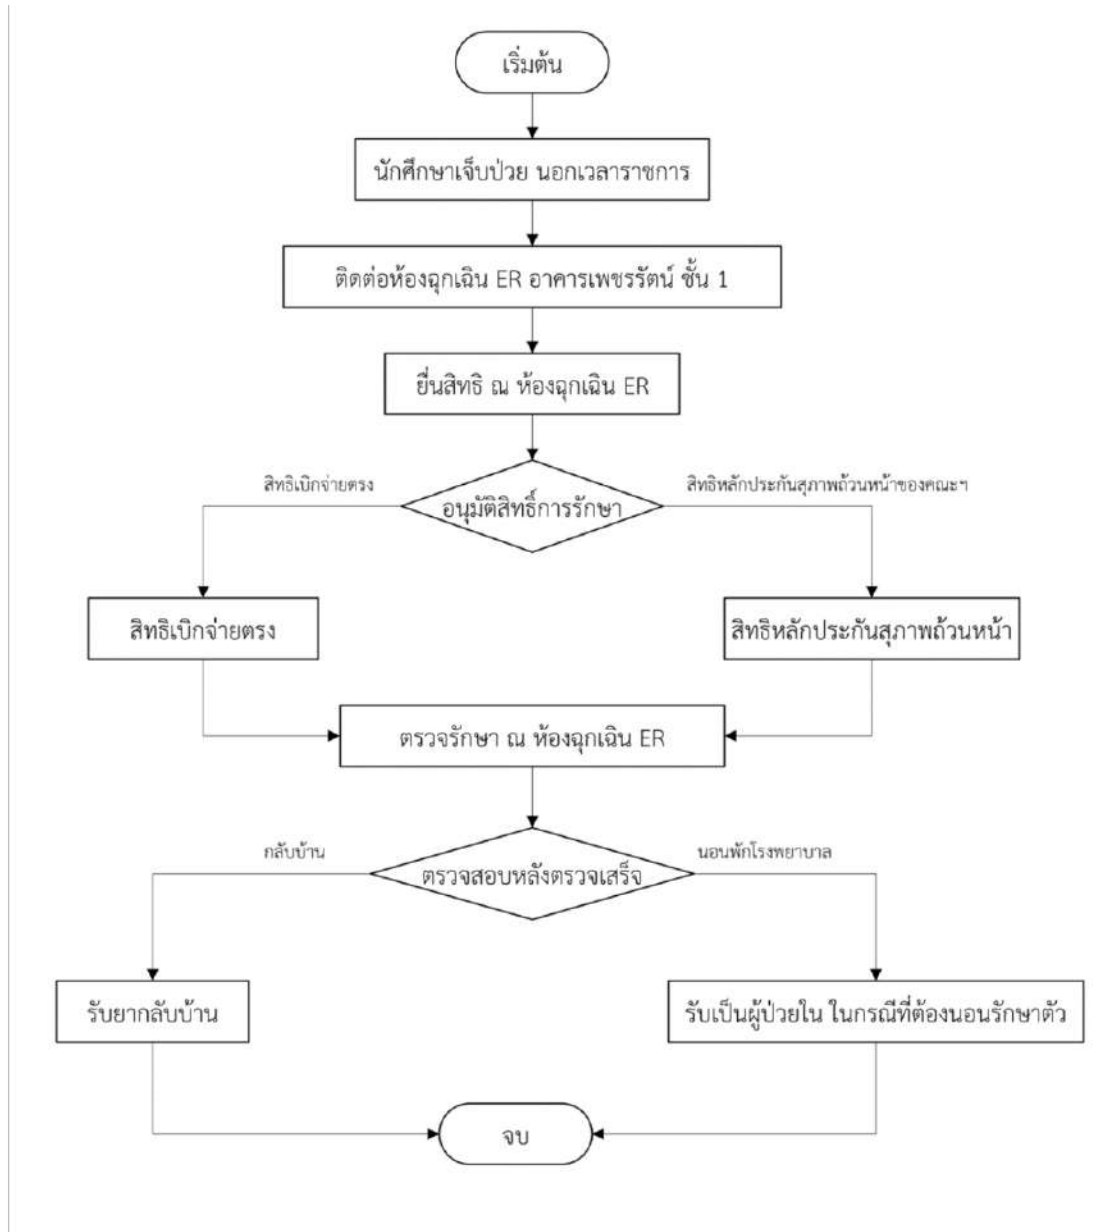 เริ่มต้น
นักศึกษาเจ็บป่วย นอกเวลาราชการ
ติดต่อห้องฉุกเฉิน ER อาคารเพชรรัตน์ ชั้น 1
ยื่นสิทธิ ณ ห้องฉุกเฉิน ER
สิทธิเบิกจ่ายตรง
สิทธิหลักประกันสุภาพถ้วนหน้าของคณะฯ
อนุมัติสิทธิ์การรักษา
สิทธิเบิกจ่ายตรง
สิทธิหลักประกันสุภาพถ้วนหน้า
ตรวจรักษา ณ ห้องฉุกเฉิน ER
กลับบ้าน
นอนพักโรงพยาบาล
ตรวจสอบหลังตรวจเสร็จ
รับยากลับบ้าน
รับเป็นผู้ป่วยใน ในกรณีที่ต้องนอนรักษาตัว
จบ